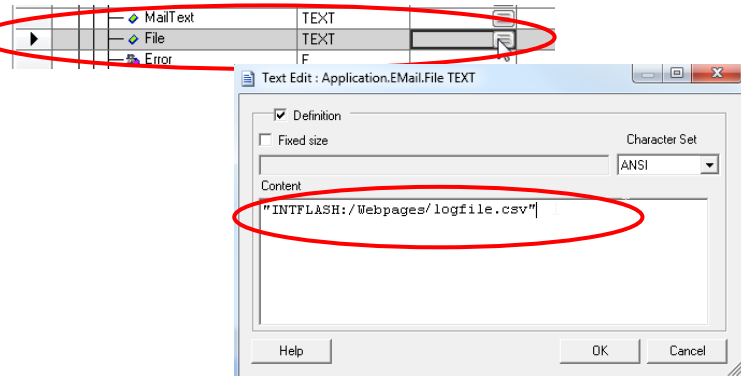 MailText TEXT
File TEXT
Error F
Text Edit : Application.EMail.File TEXT
Definition
Fixed size
Character Set
ANSI
Content
"INTFLASH:/Webpages/logfile.csv"
Help OK Cancel